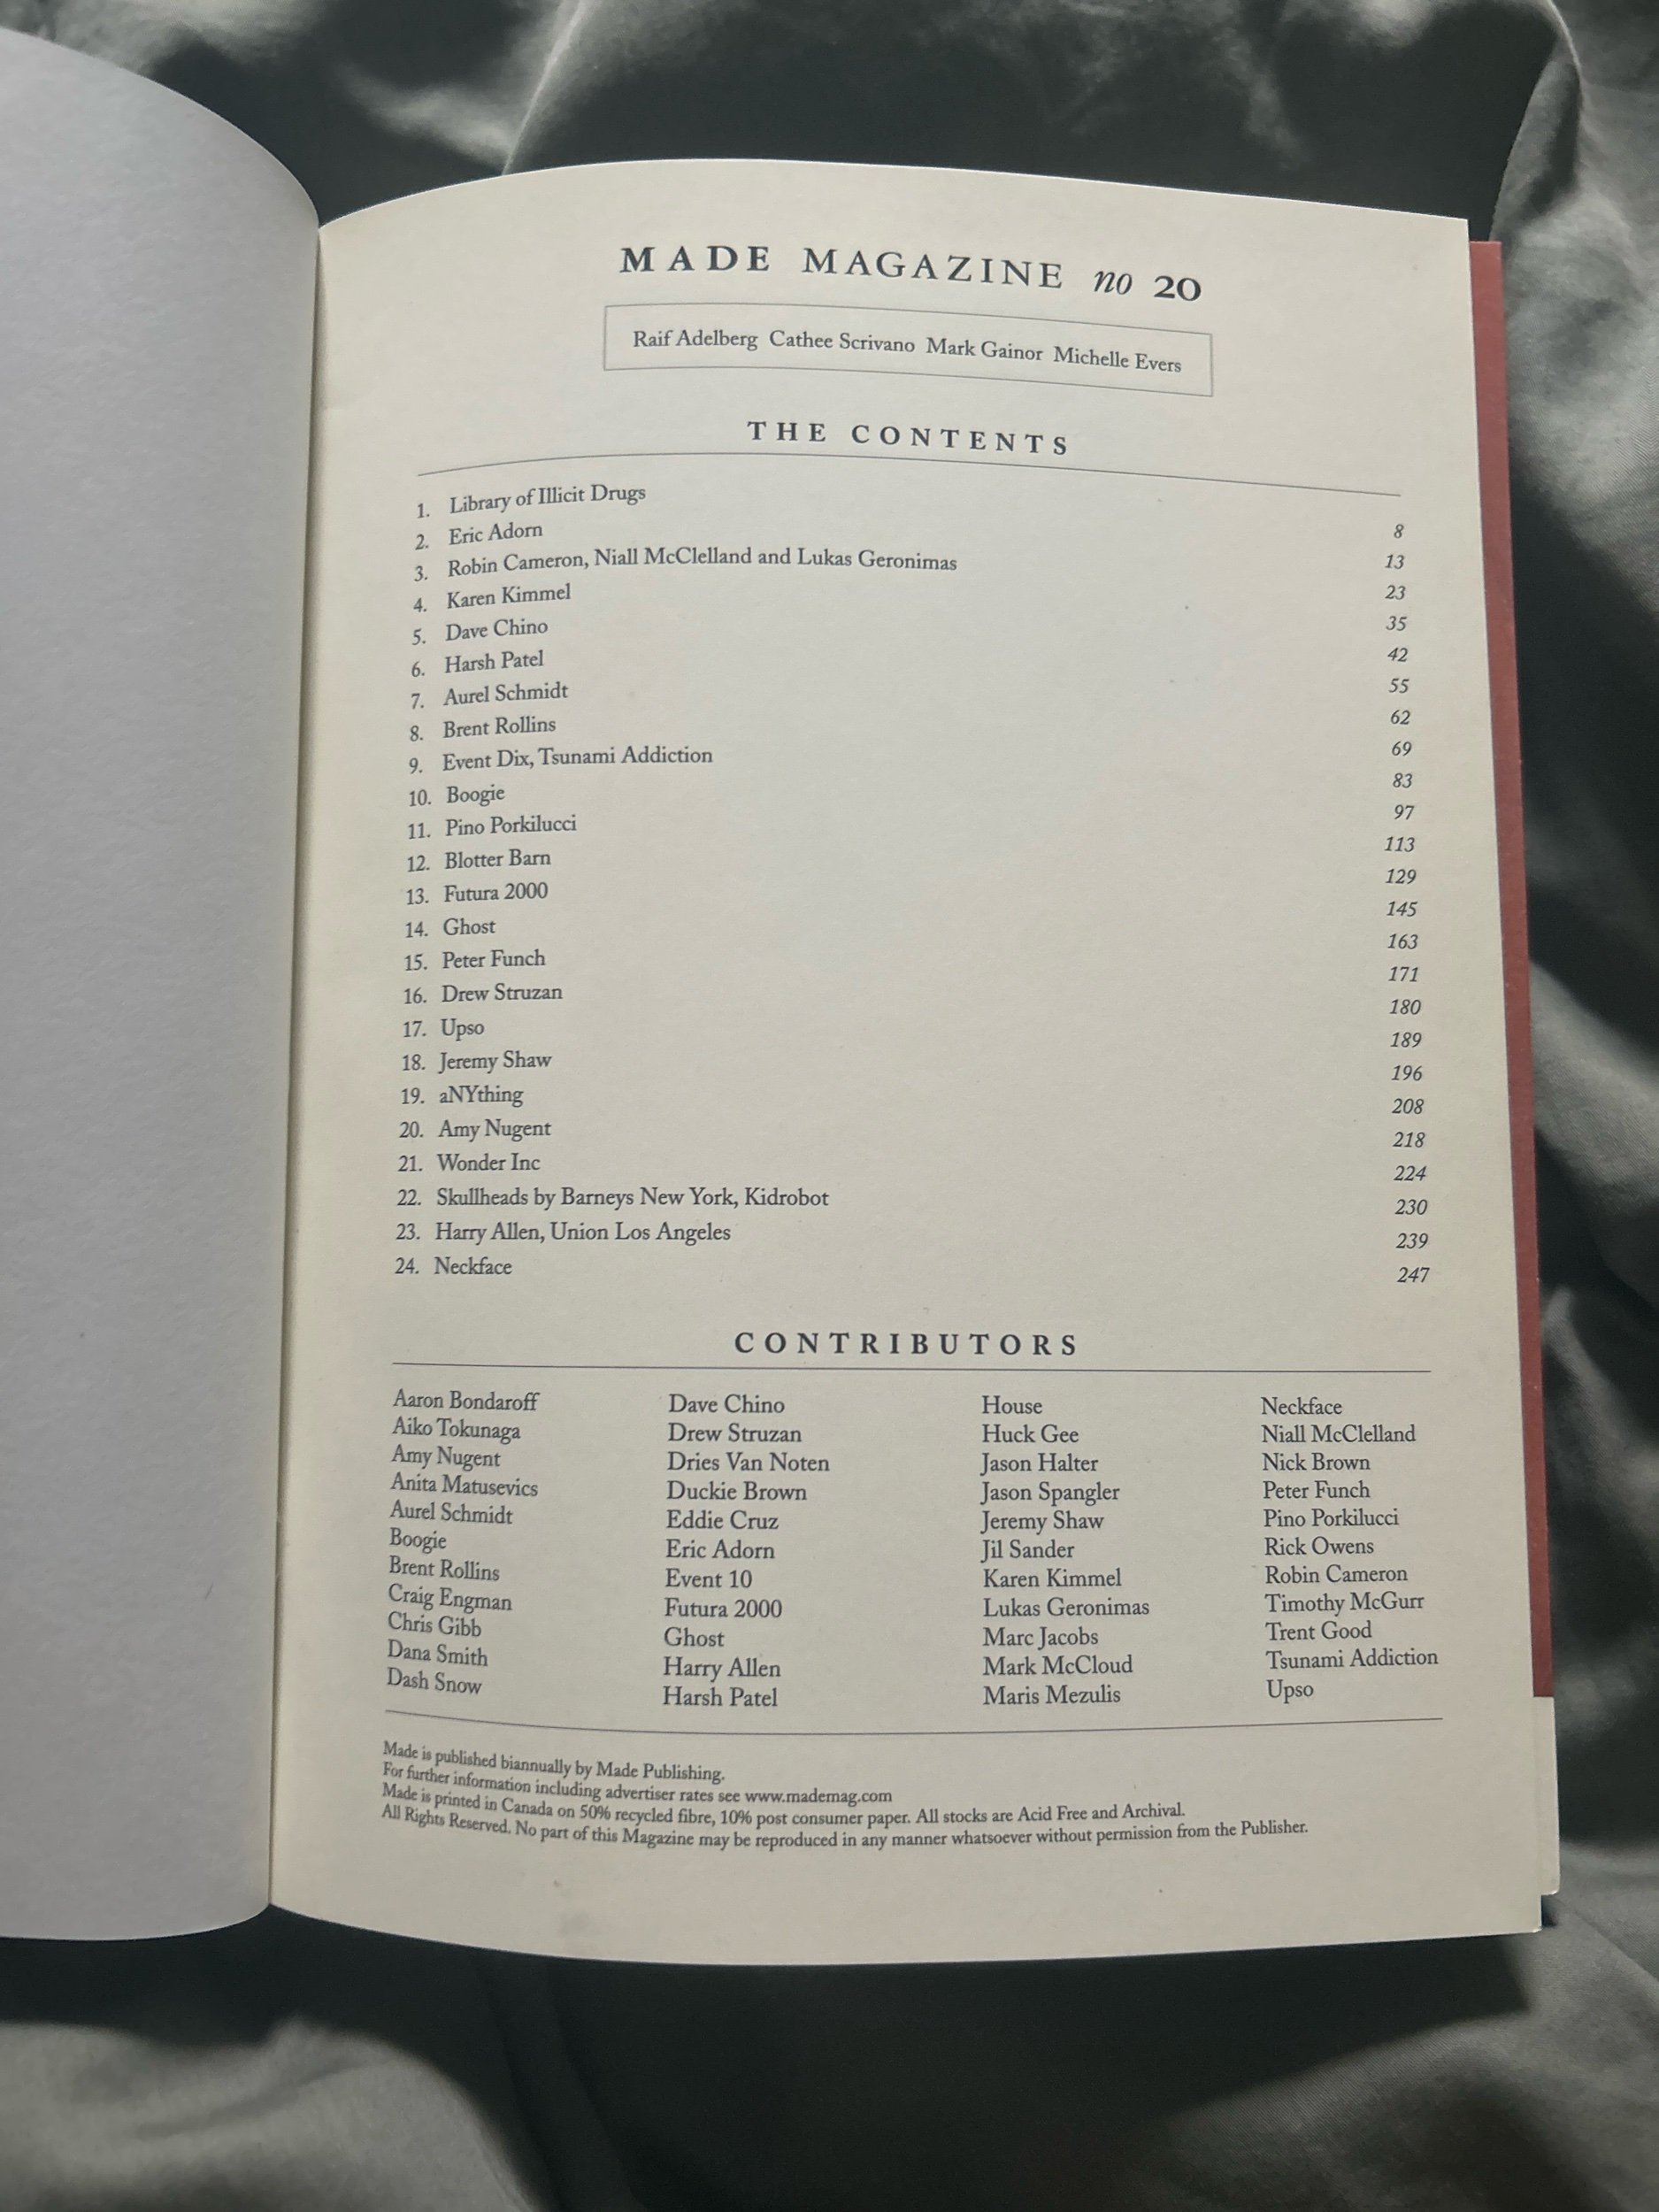 MADE MAGAZINE no 20
Raif Adelberg Cathee Scrivano Mark Gainor Michelle Evers
THE CONTENTS
1. Library of Illicit Drugs 8
2. Eric Adorn 13
3. Robin Cameron, Niall McClelland and Lukas Geronimas 23
4. Karen Kimmel 35
5. Dave Chino 42
6. Harsh Patel 55
7. Aurel Schmidt 62
8. Brent Rollins 69
9. Event Dix, Tsunami Addiction 83
10. Boogie 97
11. Pino Porkilucci 113
12. Blotter Barn 129
13. Futura 2000 145
14. Ghost 163
15. Peter Funch 171
16. Drew Struzan 180
17. Upso 189
18. Jeremy Shaw 196
19. aNYthing 208
20. Amy Nugent 218
21. Wonder Inc 224
22. Skullheads by Barneys New York, Kidrobot 230
23. Harry Allen, Union Los Angeles 239
24. Neckface 247
CONTRIBUTORS
Aaron Bondaroff
Aiko Tokunaga
Amy Nugent
Anita Matusevics
Aurel Schmidt
Boogie
Brent Rollins
Craig Engman
Chris Gibb
Dana Smith
Dash Snow
Dave Chino
Drew Struzan
Dries Van Noten
Duckie Brown
Eddie Cruz
Eric Adorn
Event 10
Futura 2000
Ghost
Harry Allen
Harsh Patel
House
Huck Gee
Jason Halter
Jason Spangler
Jeremy Shaw
Jil Sander
Karen Kimmel
Lukas Geronimas
Marc Jacobs
Mark McCloud
Maris Mezulis
Neckface
Niall McClelland
Nick Brown
Peter Funch
Pino Porkilucci
Rick Owens
Robin Cameron
Timothy McGurr
Trent Good
Tsunami Addiction
Upso
Made is published biannually by Made Publishing.
For further information including advertiser rates see www.mademag.com
Made is printed in Canada on 50% recycled fibre, 10% post consumer paper. All stocks are Acid Free and Archival.
All Rights Reserved. No part of this Magazine may be reproduced in any manner whatsoever without permission from the Publisher.